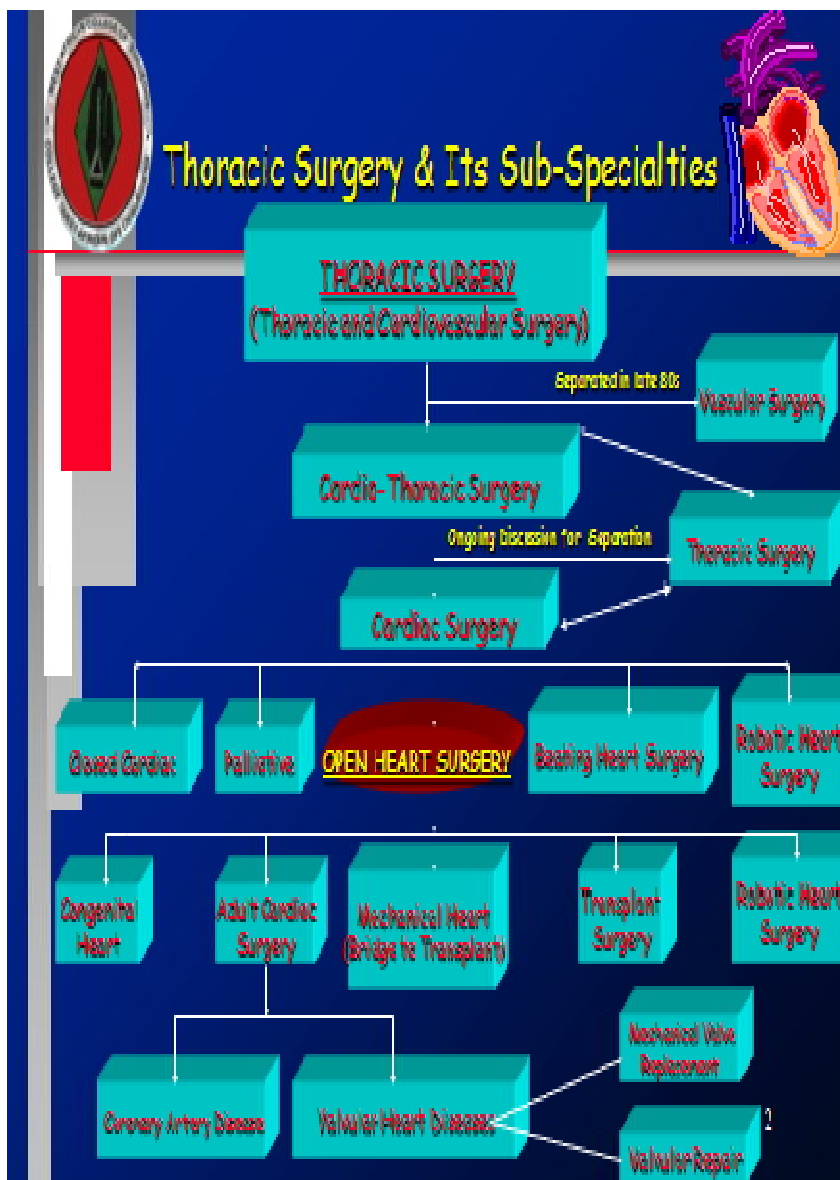 Thoracic Surgery & Its Sub-Specialties
THORACIC SURGERY
(Thoracic and Cardiovascular Surgery)
Separated in late 80s
Vascular Surgery
Cardio-Thoracic Surgery
Ongoing Discussion for Separation
Thoracic Surgery
Cardiac Surgery
Closed Cardiac
Palliative
OPEN HEART SURGERY
Beating Heart Surgery
Robotic Heart
Surgery
Congenital
Heart
Adult Cardiac
Surgery
Mechanical Heart
(Bridge to Transplant)
Transplant
Surgery
Robotic Heart
Surgery
Mechanical Valve
Replacement
Coronary Artery Disease
Valvular Heart Diseases
2
Valvular Repair